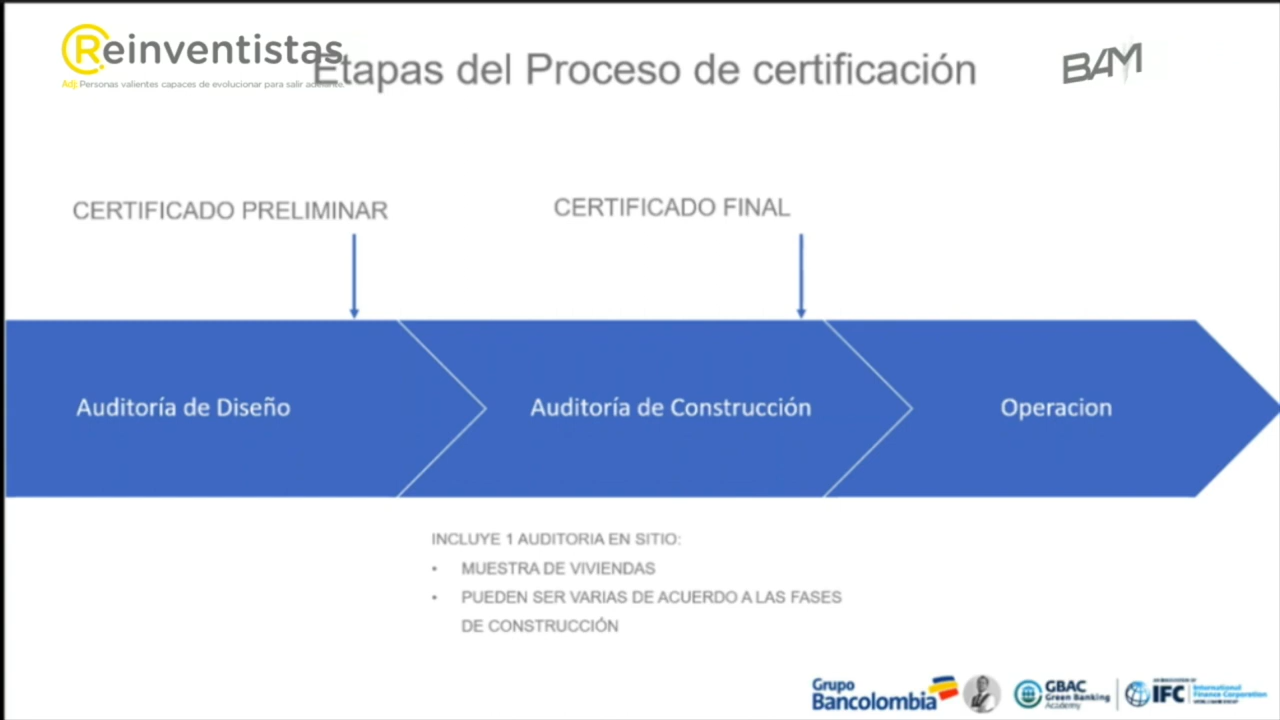 Reinventistas
Adj: Personas valientes capaces de evolucionar para salir adelante.
Etapas del Proceso de certificación
BAM
CERTIFICADO PRELIMINAR
CERTIFICADO FINAL
Auditoría de Diseño
Auditoría de Construcción
Operacion
INCLUYE 1 AUDITORIA EN SITIO:
• MUESTRA DE VIVIENDAS
• PUEDEN SER VARIAS DE ACUERDO A LAS FASES
DE CONSTRUCCIÓN
Grupo
Bancolombia
GBAC
Green Banking
Academy
IFC
International
Finance Corporation